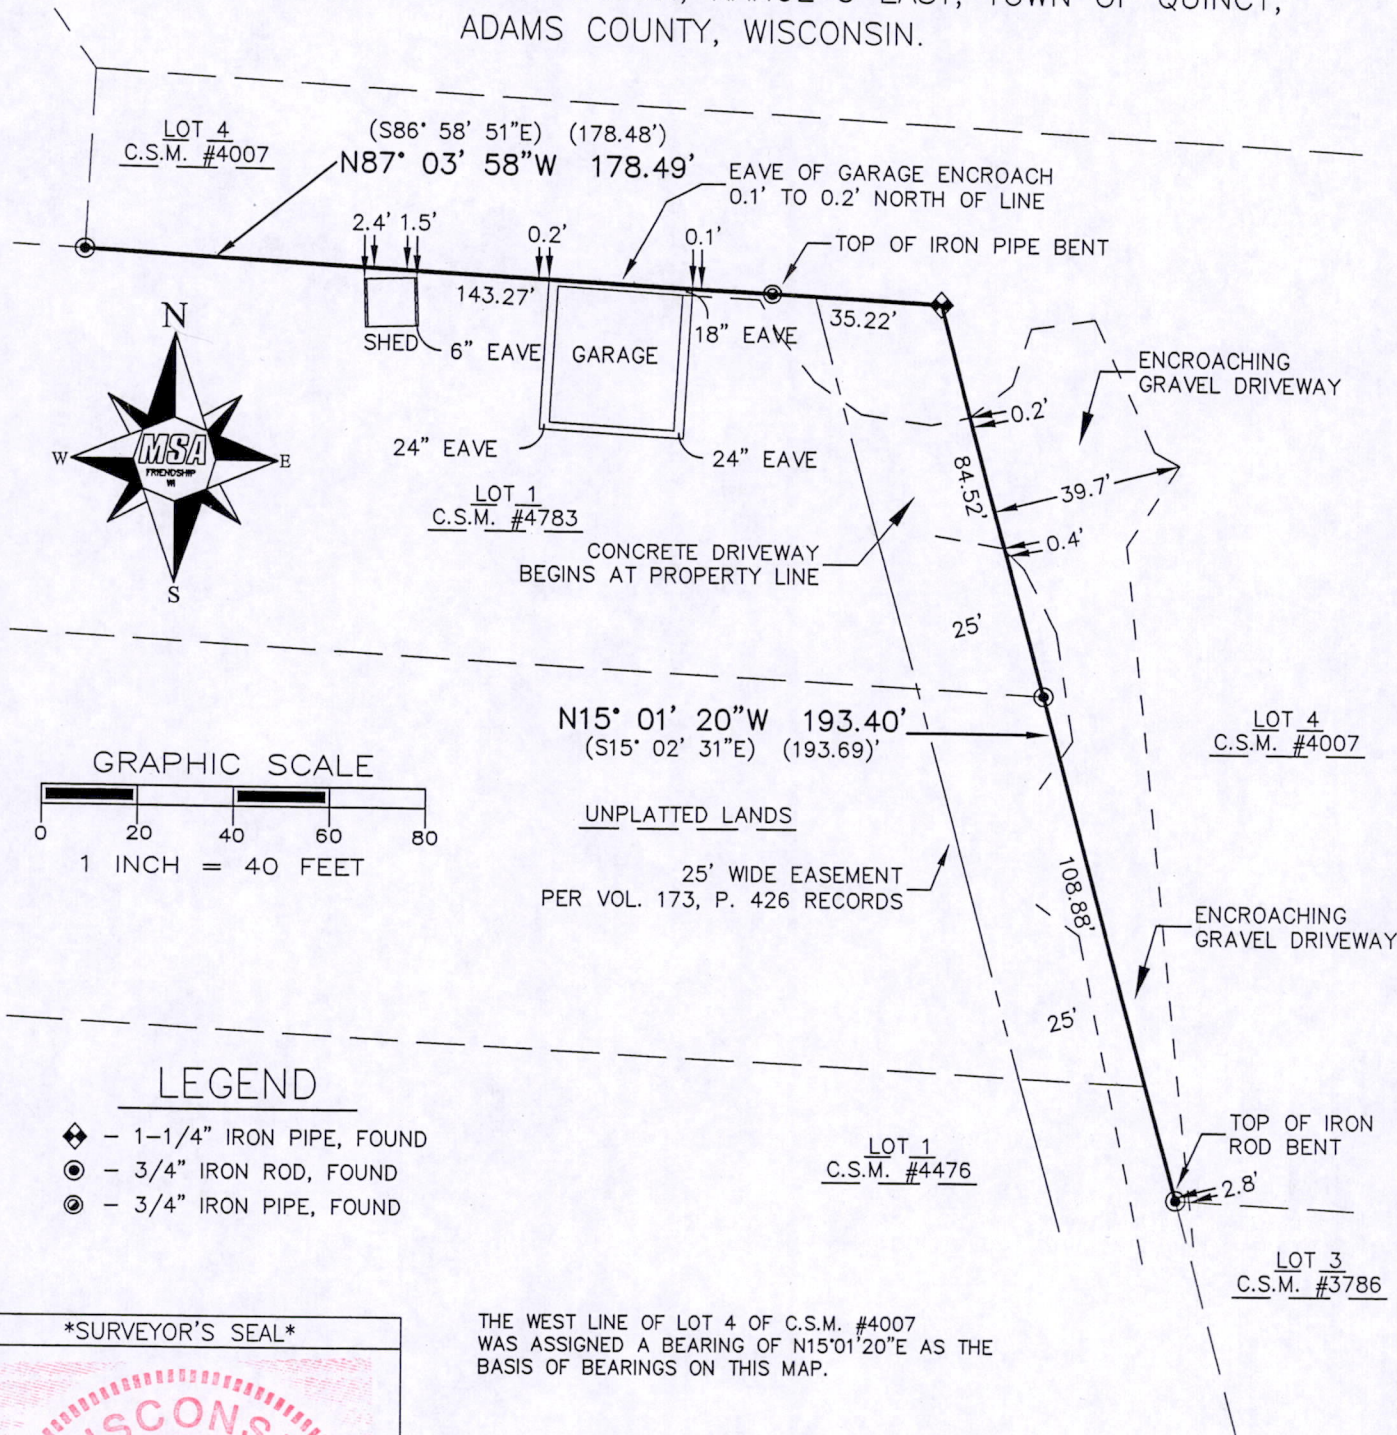 RANGE 5 EAST, TOWN OF QUINCY,
ADAMS COUNTY, WISCONSIN.
LOT 4
C.S.M. #4007
(S86° 58' 51"E) (178.48')
N87° 03' 58"W 178.49'
EAVE OF GARAGE ENCROACH
0.1' TO 0.2' NORTH OF LINE
2.4' 1.5'
0.2'
0.1'
TOP OF IRON PIPE BENT
143.27'
35.22'
18" EAVE
SHED
6" EAVE
GARAGE
24" EAVE
24" EAVE
N
W
E
S
MSA
FRIENDSHIP
WI
ENCROACHING
GRAVEL DRIVEWAY
0.2'
84.52'
39.7'
0.4'
LOT 1
C.S.M. #4783
CONCRETE DRIVEWAY
BEGINS AT PROPERTY LINE
25'
N15° 01' 20"W 193.40'
(S15° 02' 31"E) (193.69)'
LOT 4
C.S.M. #4007
GRAPHIC SCALE
0 20 40 60 80
1 INCH = 40 FEET
UNPLATTED LANDS
25' WIDE EASEMENT
PER VOL. 173, P. 426 RECORDS
108.88'
ENCROACHING
GRAVEL DRIVEWAY
25'
LEGEND
– 1-1/4" IRON PIPE, FOUND
– 3/4" IRON ROD, FOUND
– 3/4" IRON PIPE, FOUND
TOP OF IRON
ROD BENT
2.8'
LOT 1
C.S.M. #4476
LOT 3
C.S.M. #3786
*SURVEYOR'S SEAL*
THE WEST LINE OF LOT 4 OF C.S.M. #4007
WAS ASSIGNED A BEARING OF N15°01'20"E AS THE
BASIS OF BEARINGS ON THIS MAP.